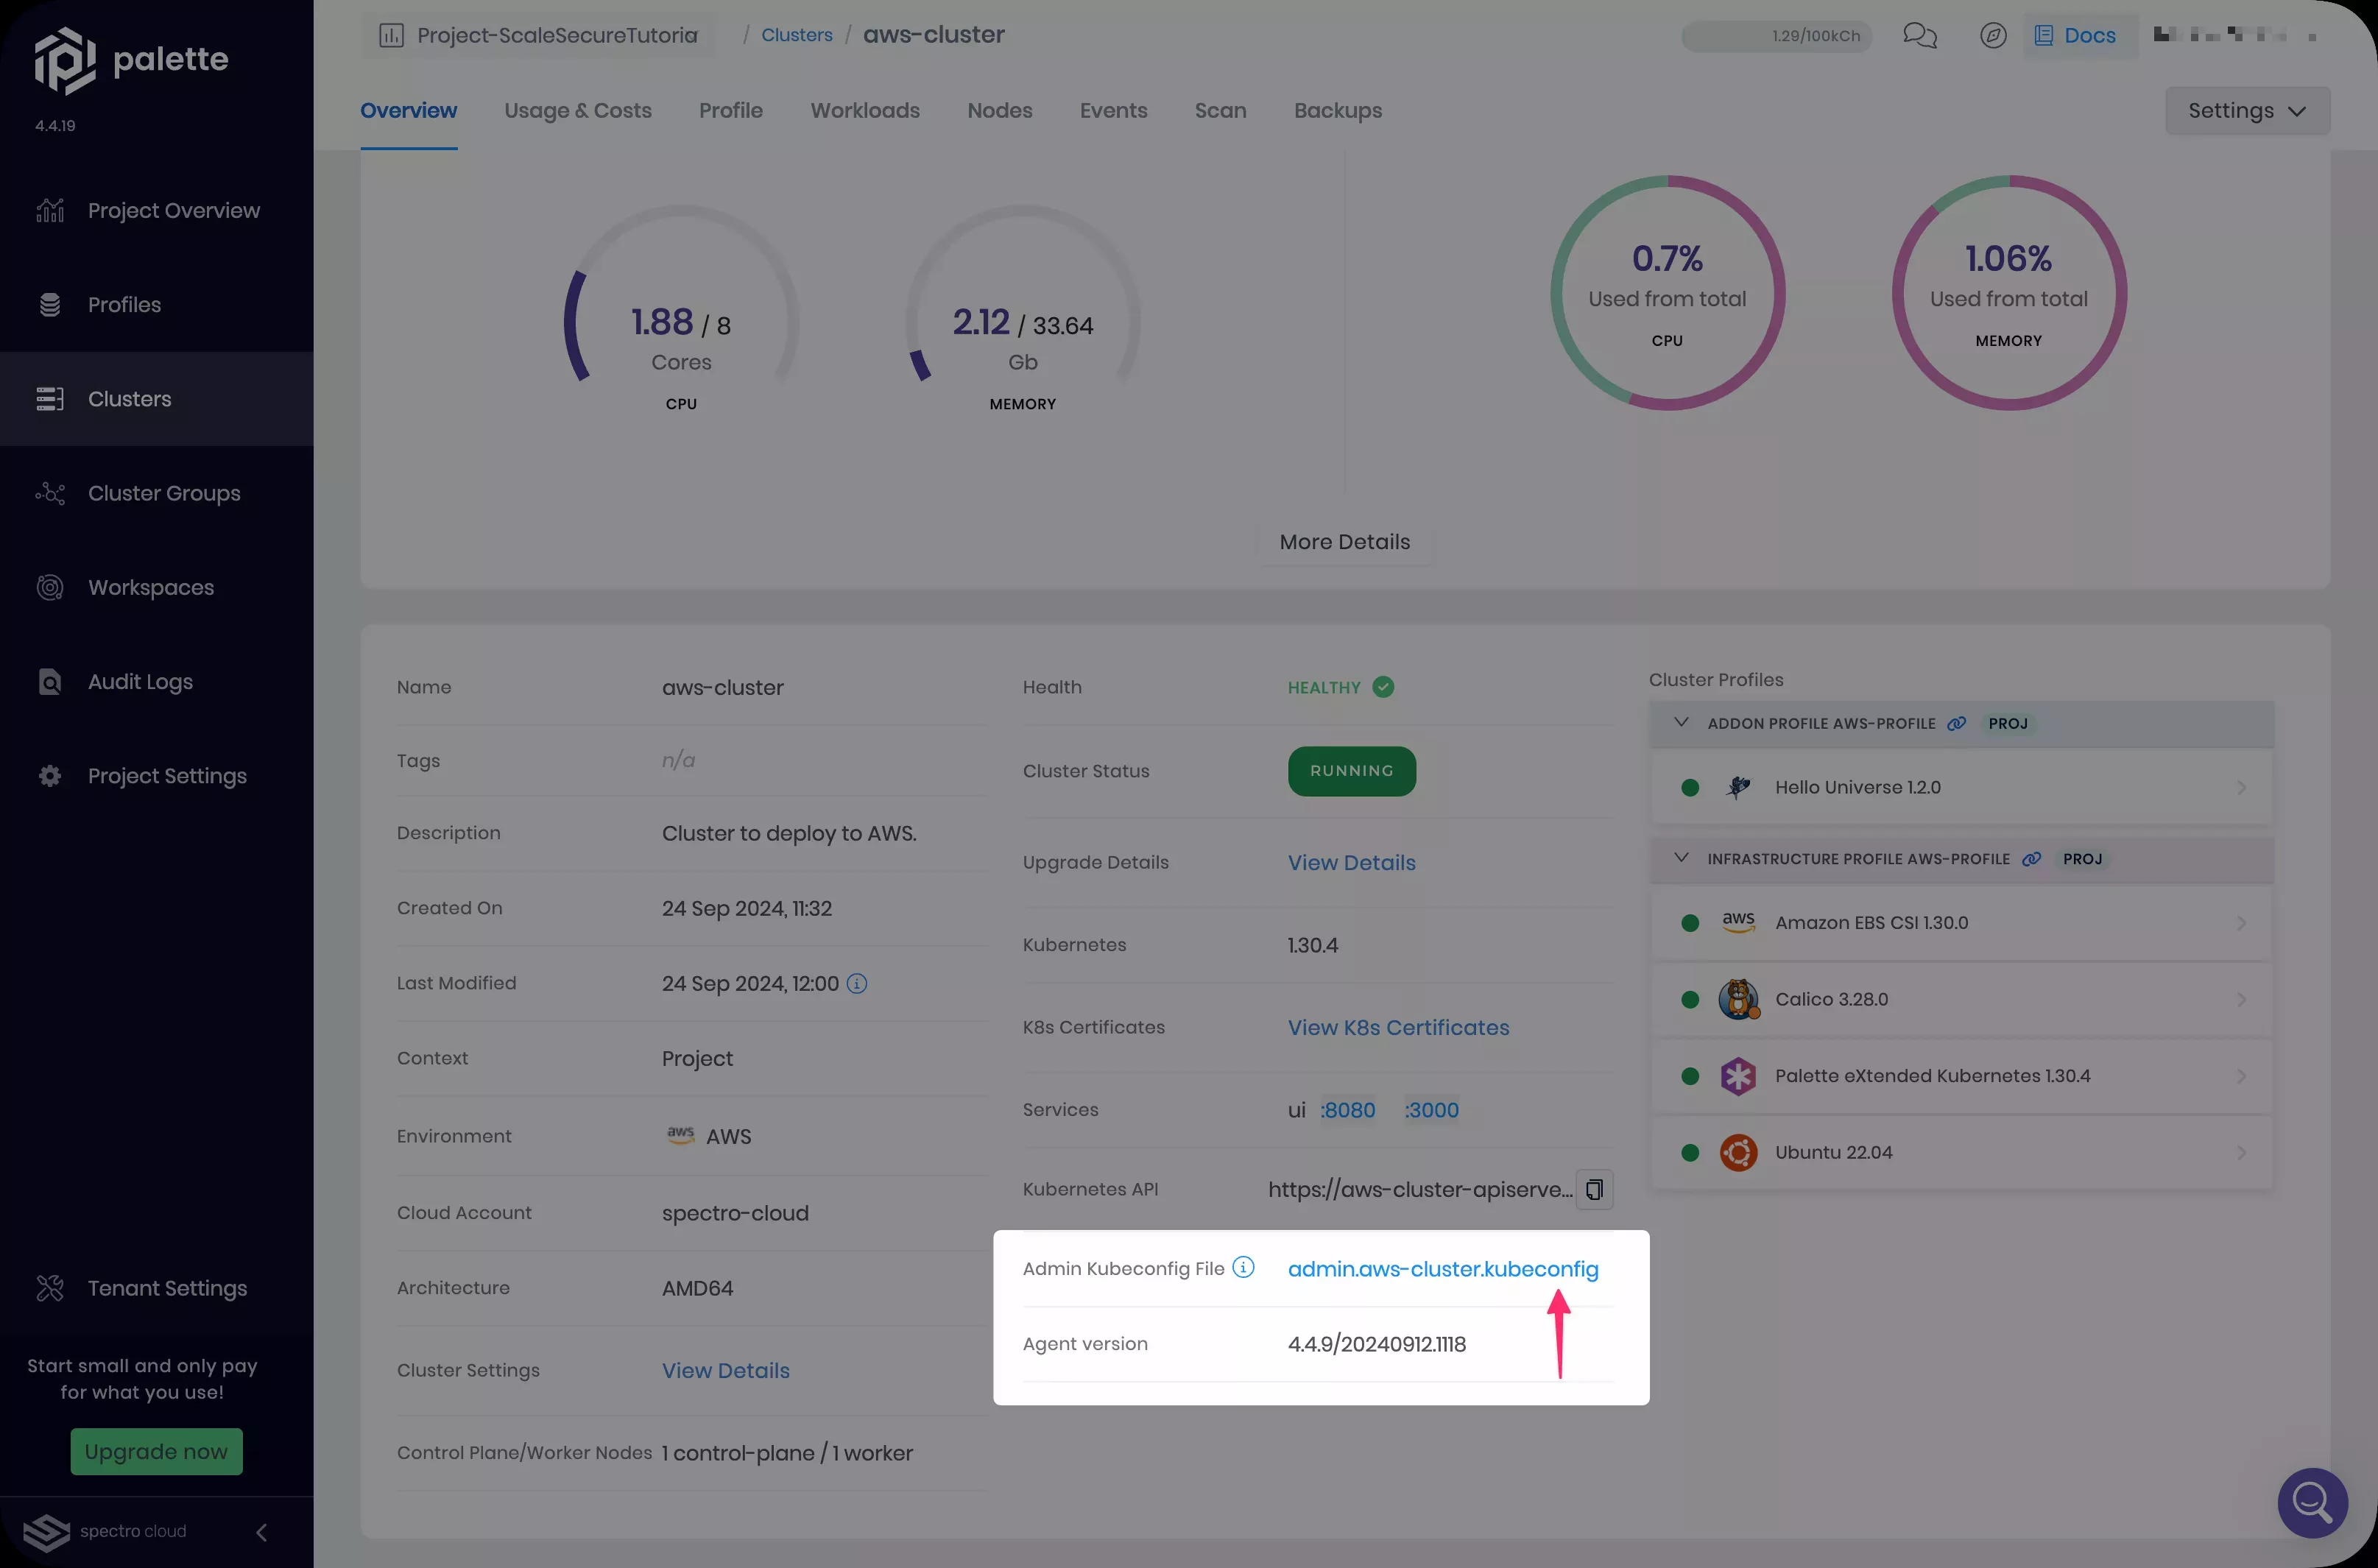 palette
4.4.19
Project Overview
Profiles
Clusters
Cluster Groups
Workspaces
Audit Logs
Project Settings
Tenant Settings
Start small and only pay
for what you use!
Upgrade now
spectro cloud
Project-ScaleSecureTutoria
/ Clusters / aws-cluster
1.29/100kCh
Docs
Overview
Usage & Costs
Profile
Workloads
Nodes
Events
Scan
Backups
Settings
1.88 / 8
Cores
CPU
2.12 / 33.64
Gb
MEMORY
0.7%
Used from total
CPU
1.06%
Used from total
MEMORY
More Details
Name aws-cluster
Tags n/a
Description Cluster to deploy to AWS.
Created On 24 Sep 2024, 11:32
Last Modified 24 Sep 2024, 12:00
Context Project
Environment aws AWS
Cloud Account spectro-cloud
Architecture AMD64
Cluster Settings View Details
Control Plane/Worker Nodes 1 control-plane / 1 worker
Health HEALTHY
Cluster Status RUNNING
Upgrade Details View Details
Kubernetes 1.30.4
K8s Certificates View K8s Certificates
Services ui :8080 :3000
Kubernetes API https://aws-cluster-apiserve...
Admin Kubeconfig File admin.aws-cluster.kubeconfig
Agent version 4.4.9/20240912.1118
Cluster Profiles
ADDON PROFILE AWS-PROFILE PROJ
Hello Universe 1.2.0
INFRASTRUCTURE PROFILE AWS-PROFILE PROJ
aws Amazon EBS CSI 1.30.0
Calico 3.28.0
Palette eXtended Kubernetes 1.30.4
Ubuntu 22.04